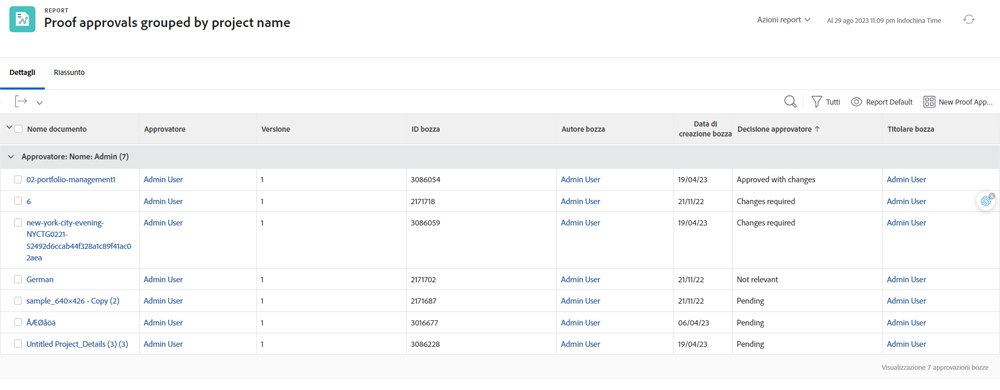 REPORT
Proof approvals grouped by project name
Azioni report
Al 29 ago 2023 11:09 pm Indochina Time
Dettagli
Riassunto
Tutti
Report Default
New Proof App...
Nome documento
Approvatore
Versione
ID bozza
Autore bozza
Data di
creazione bozza
Decisione approvatore ↑
Titolare bozza
Approvatore: Nome: Admin (7)
02-portfolio-management1 Admin User 1 3086054 Admin User 19/04/23 Approved with changes Admin User
6 Admin User 1 2171718 Admin User 21/11/22 Changes required Admin User
new-york-city-evening- Admin User 1 3086059 Admin User 19/04/23 Changes required Admin User
NYCTG0221-
52492d6ccab44f328a1c89f41ac0
2aea
German Admin User 1 2171702 Admin User 21/11/22 Not relevant Admin User
sample_640×426 - Copy (2) Admin User 1 2171687 Admin User 21/11/22 Pending Admin User
ÅÆØåöä Admin User 1 3016677 Admin User 06/04/23 Pending Admin User
Untitled Project_Details (3) (3) Admin User 1 3086228 Admin User 19/04/23 Pending Admin User
Visualizzazione 7 approvazioni bozze